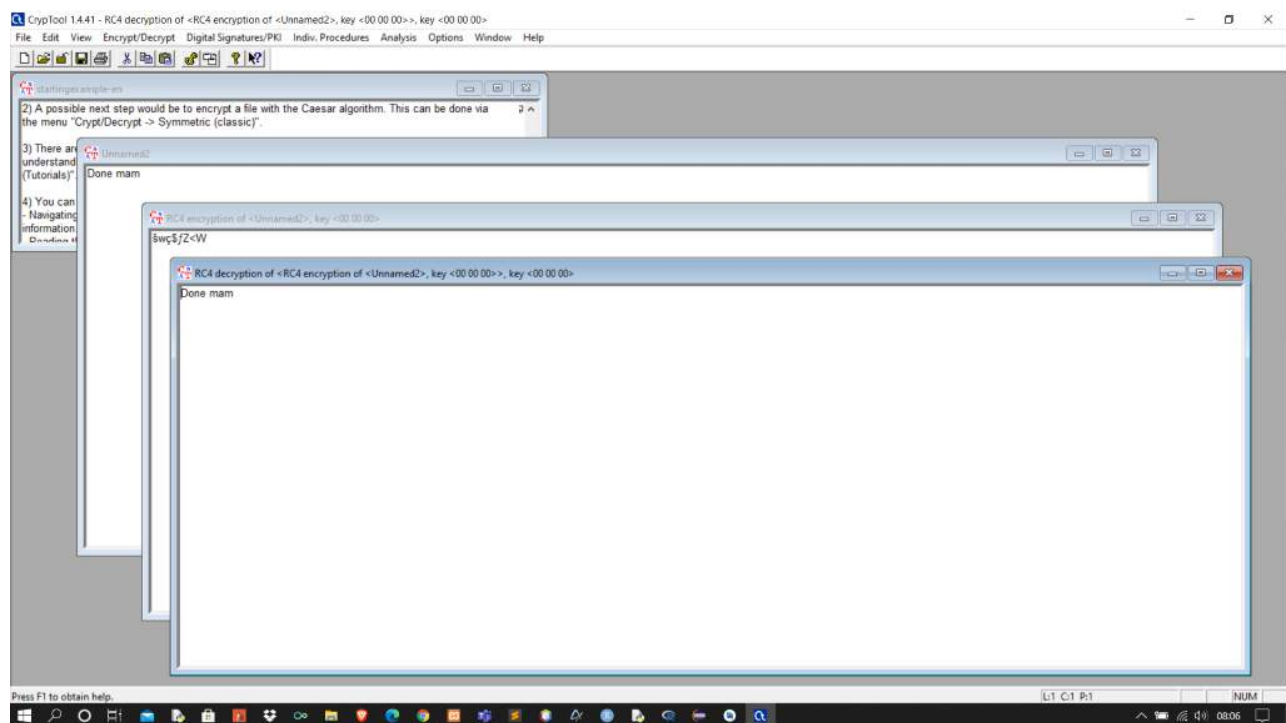 CrypTool 1.4.41 - RC4 decryption of <RC4 encryption of <Unnamed2>, key <00 00 00>>, key <00 00 00>
File Edit View Encrypt/Decrypt Digital Signatures/PKI Indiv. Procedures Analysis Options Window Help
startingexample-en
2) A possible next step would be to encrypt a file with the Caesar algorithm. This can be done via
the menu "Crypt/Decrypt -> Symmetric (classic)".
3) There are
understand
(Tutorials)".
4) You can
- Navigating
information.
Unnamed2
Done mam
RC4 encryption of <Unnamed2>, key <00 00 00>
šwç$ƒZ<W
RC4 decryption of <RC4 encryption of <Unnamed2>, key <00 00 00>>, key <00 00 00>
Done mam
Press F1 to obtain help.
L:1 C:1 P:1
NUM
08:06